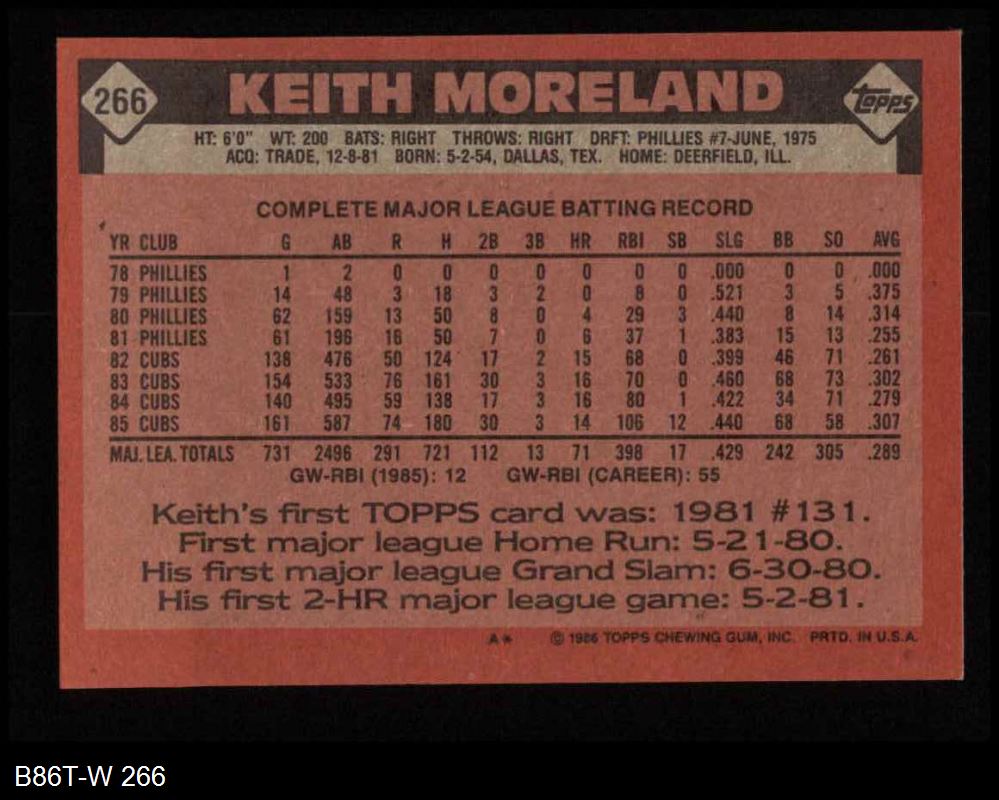 266 KEITH MORELAND Topps
HT: 6'0" WT: 200 BATS: RIGHT THROWS: RIGHT DRFT: PHILLIES #7-JUNE, 1975
ACQ: TRADE, 12-8-81 BORN: 5-2-54, DALLAS, TEX. HOME: DEERFIELD, ILL.
COMPLETE MAJOR LEAGUE BATTING RECORD
YR CLUB G AB R H 2B 3B HR RBI SB SLG BB SO AVG
78 PHILLIES 1 2 0 0 0 0 0 0 0 .000 0 0 .000
79 PHILLIES 14 48 3 18 3 2 0 8 0 .521 3 5 .375
80 PHILLIES 62 159 13 50 8 0 4 29 3 .440 8 14 .314
81 PHILLIES 61 196 16 50 7 0 6 37 1 .383 15 13 .255
82 CUBS 138 476 50 124 17 2 15 68 0 .399 46 71 .261
83 CUBS 154 533 76 161 30 3 16 70 0 .460 68 73 .302
84 CUBS 140 495 59 138 17 3 16 80 1 .422 34 71 .279
85 CUBS 161 587 74 180 30 3 14 106 12 .440 68 58 .307
MAJ. LEA. TOTALS 731 2496 291 721 112 13 71 398 17 .429 242 305 .289
GW-RBI (1985): 12 GW-RBI (CAREER): 55
Keith's first TOPPS card was: 1981 #131.
First major league Home Run: 5-21-80.
His first major league Grand Slam: 6-30-80.
His first 2-HR major league game: 5-2-81.
A* © 1986 TOPPS CHEWING GUM, INC. PRTD. IN U.S.A.
B86T-W 266